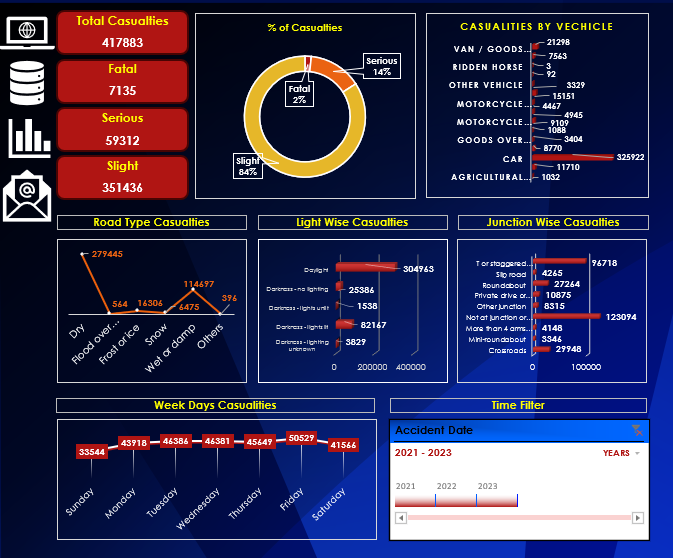 Total Casualties
417883
Fatal
7135
Serious
59312
Slight
351436
% of Casualties
Serious
14%
Fatal
2%
Slight
84%
CASUALITIES BY VECHICLE
VAN / GOODS...
RIDDEN HORSE
OTHER VEHICLE
MOTORCYCLE...
MOTORCYCLE...
GOODS OVER...
CAR
AGRICULTURAL...
21298
7563
3
92
3329
15151
4467
4945
9109
1088
3404
8770
325922
11710
1032
Road Type Casualties
279445
564
16306
6475
114697
396
Dry
Flood over...
Frost or ice
Snow
Wet or damp
Others
Light Wise Casualties
Daylight
304963
Darkness - no lighting
25386
Darkness - lights unlit
1538
Darkness - lights lit
82167
Darkness - lighting
unknown
3829
0 200000 400000
Junction Wise Casualties
T or staggered...
96718
Slip road
4265
Roundabout
27264
Private drive or...
10875
Other junction
8315
Not at junction or...
123094
More than 4 arms...
4148
Mini-roundabout
3346
Crossroads
29948
0 100000
Week Days Casualities
33544
43918
46386
46381
45649
50529
41566
Sunday
Monday
Tuesday
Wednesday
Thursday
Friday
Saturday
Time Filter
Accident Date
2021 - 2023
YEARS
2021 2022 2023